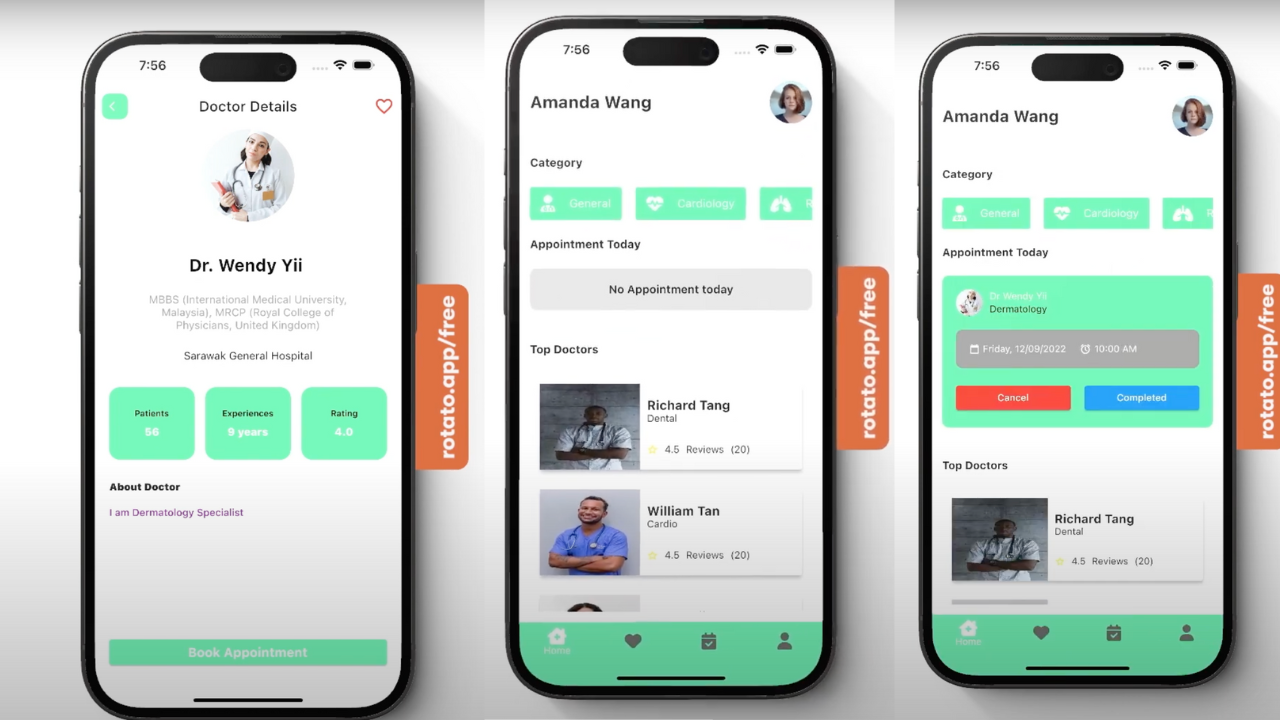 7:56
Doctor Details
Dr. Wendy Yii
MBBS (International Medical University,
Malaysia), MRCP (Royal College of
Physicians, United Kingdom)
Sarawak General Hospital
Patients
56
Experiences
9 years
Rating
4.0
About Doctor
I am Dermatology Specialist
Book Appointment
rotato.app/free
7:56
Amanda Wang
Category
General
Cardiology
R
Appointment Today
No Appointment today
Top Doctors
Richard Tang
Dental
4.5 Reviews (20)
William Tan
Cardio
4.5 Reviews (20)
Home
rotato.app/free
7:56
Amanda Wang
Category
General
Cardiology
R
Appointment Today
Dr Wendy Yii
Dermatology
Friday, 12/09/2022 10:00 AM
Cancel
Completed
Top Doctors
Richard Tang
Dental
4.5 Reviews (20)
Home
rotato.app/free